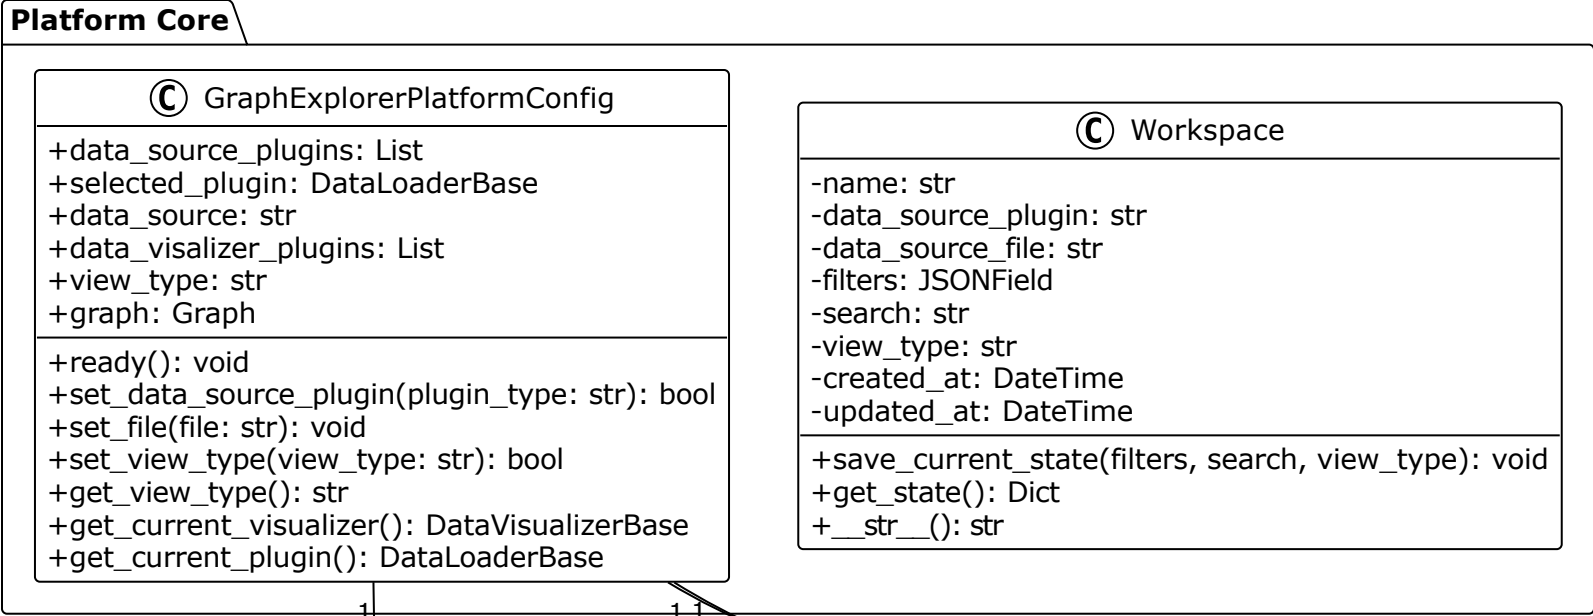 Platform Core
C GraphExplorerPlatformConfig
+data_source_plugins: List
+selected_plugin: DataLoaderBase
+data_source: str
+data_visalizer_plugins: List
+view_type: str
+graph: Graph
+ready(): void
+set_data_source_plugin(plugin_type: str): bool
+set_file(file: str): void
+set_view_type(view_type: str): bool
+get_view_type(): str
+get_current_visualizer(): DataVisualizerBase
+get_current_plugin(): DataLoaderBase
C Workspace
-name: str
-data_source_plugin: str
-data_source_file: str
-filters: JSONField
-search: str
-view_type: str
-created_at: DateTime
-updated_at: DateTime
+save_current_state(filters, search, view_type): void
+get_state(): Dict
+__str__(): str
1 1 1